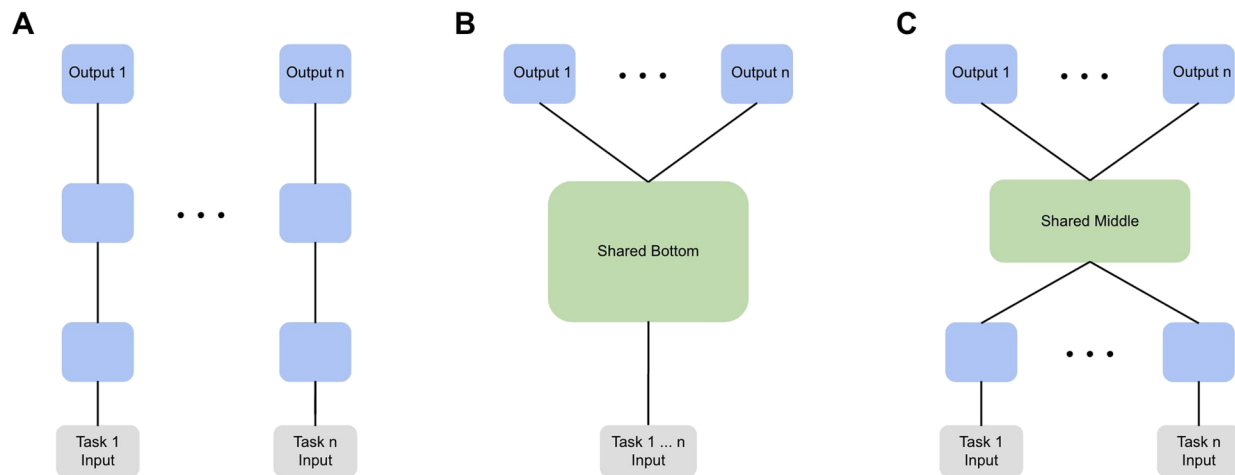 A
B
C
Output 1
Output n
Output 1
Output n
Output 1
Output n
Shared Bottom
Shared Middle
Task 1
Input
Task n
Input
Task 1 ... n
Input
Task 1
Input
Task n
Input